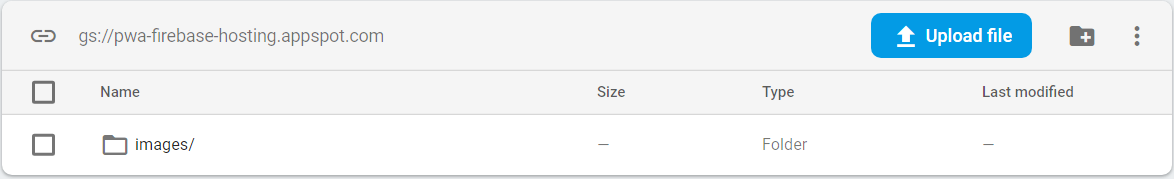 gs://pwa-firebase-hosting.appspot.com Upload file
Name Size Type Last modified
images/ — Folder —